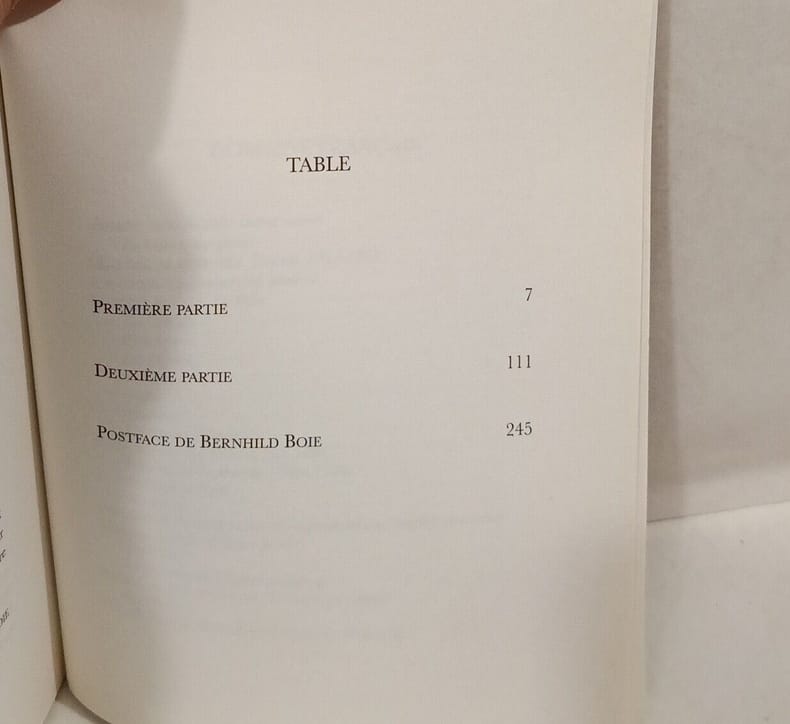 TABLE
PREMIÈRE PARTIE 7
DEUXIÈME PARTIE 111
POSTFACE DE BERNHILD BOIE 245